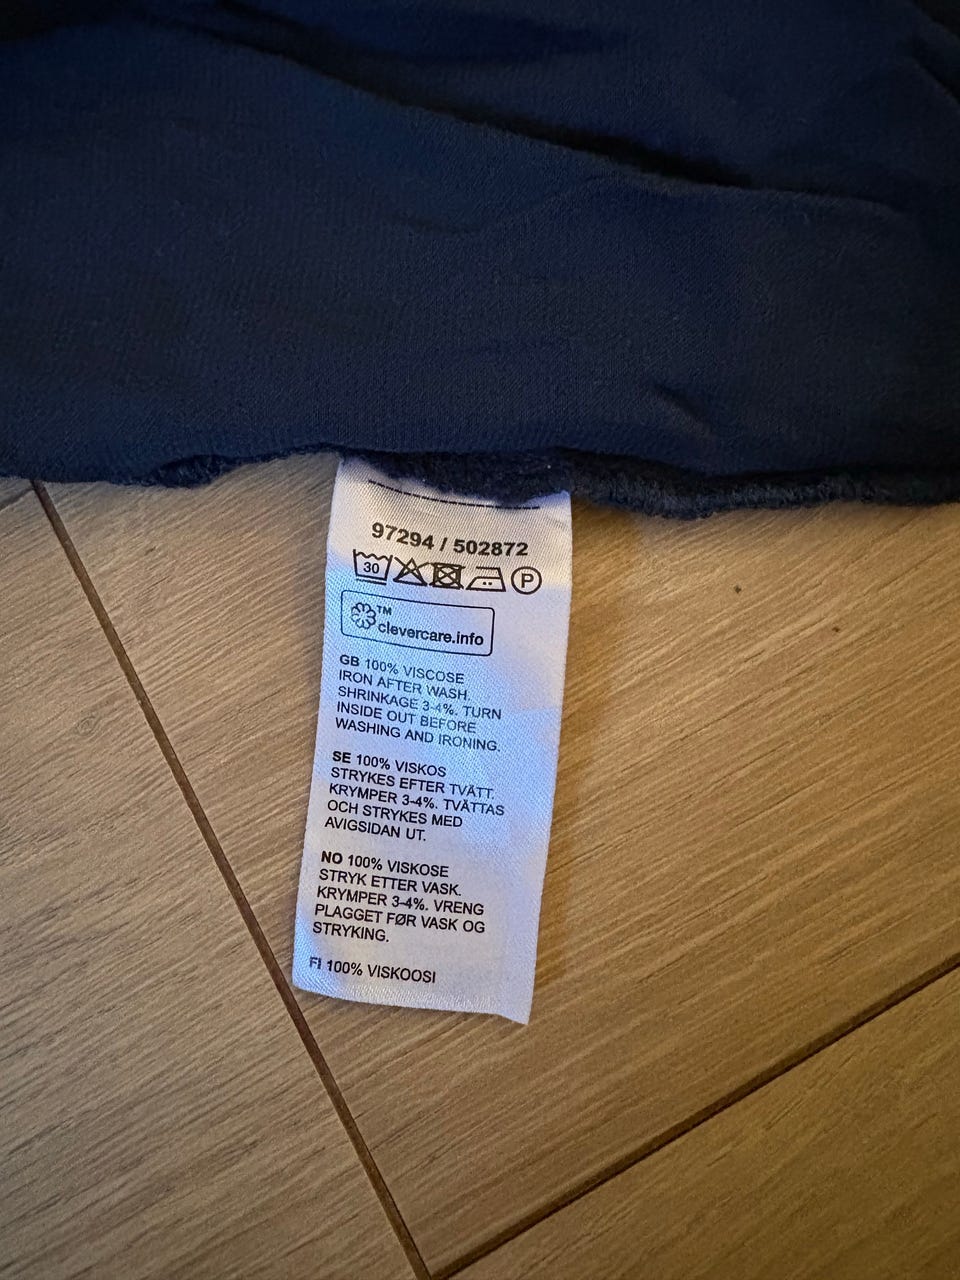 97294 / 502872
30 P
TM
clevercare.info
GB 100% VISCOSE
IRON AFTER WASH.
SHRINKAGE 3-4%. TURN
INSIDE OUT BEFORE
WASHING AND IRONING.
SE 100% VISKOS
STRYKES EFTER TVÄTT.
KRYMPER 3-4%. TVÄTTAS
OCH STRYKES MED
AVIGSIDAN UT.
NO 100% VISKOSE
STRYK ETTER VASK.
KRYMPER 3-4%. VRENG
PLAGGET FØR VASK OG
STRYKING.
FI 100% VISKOOSI